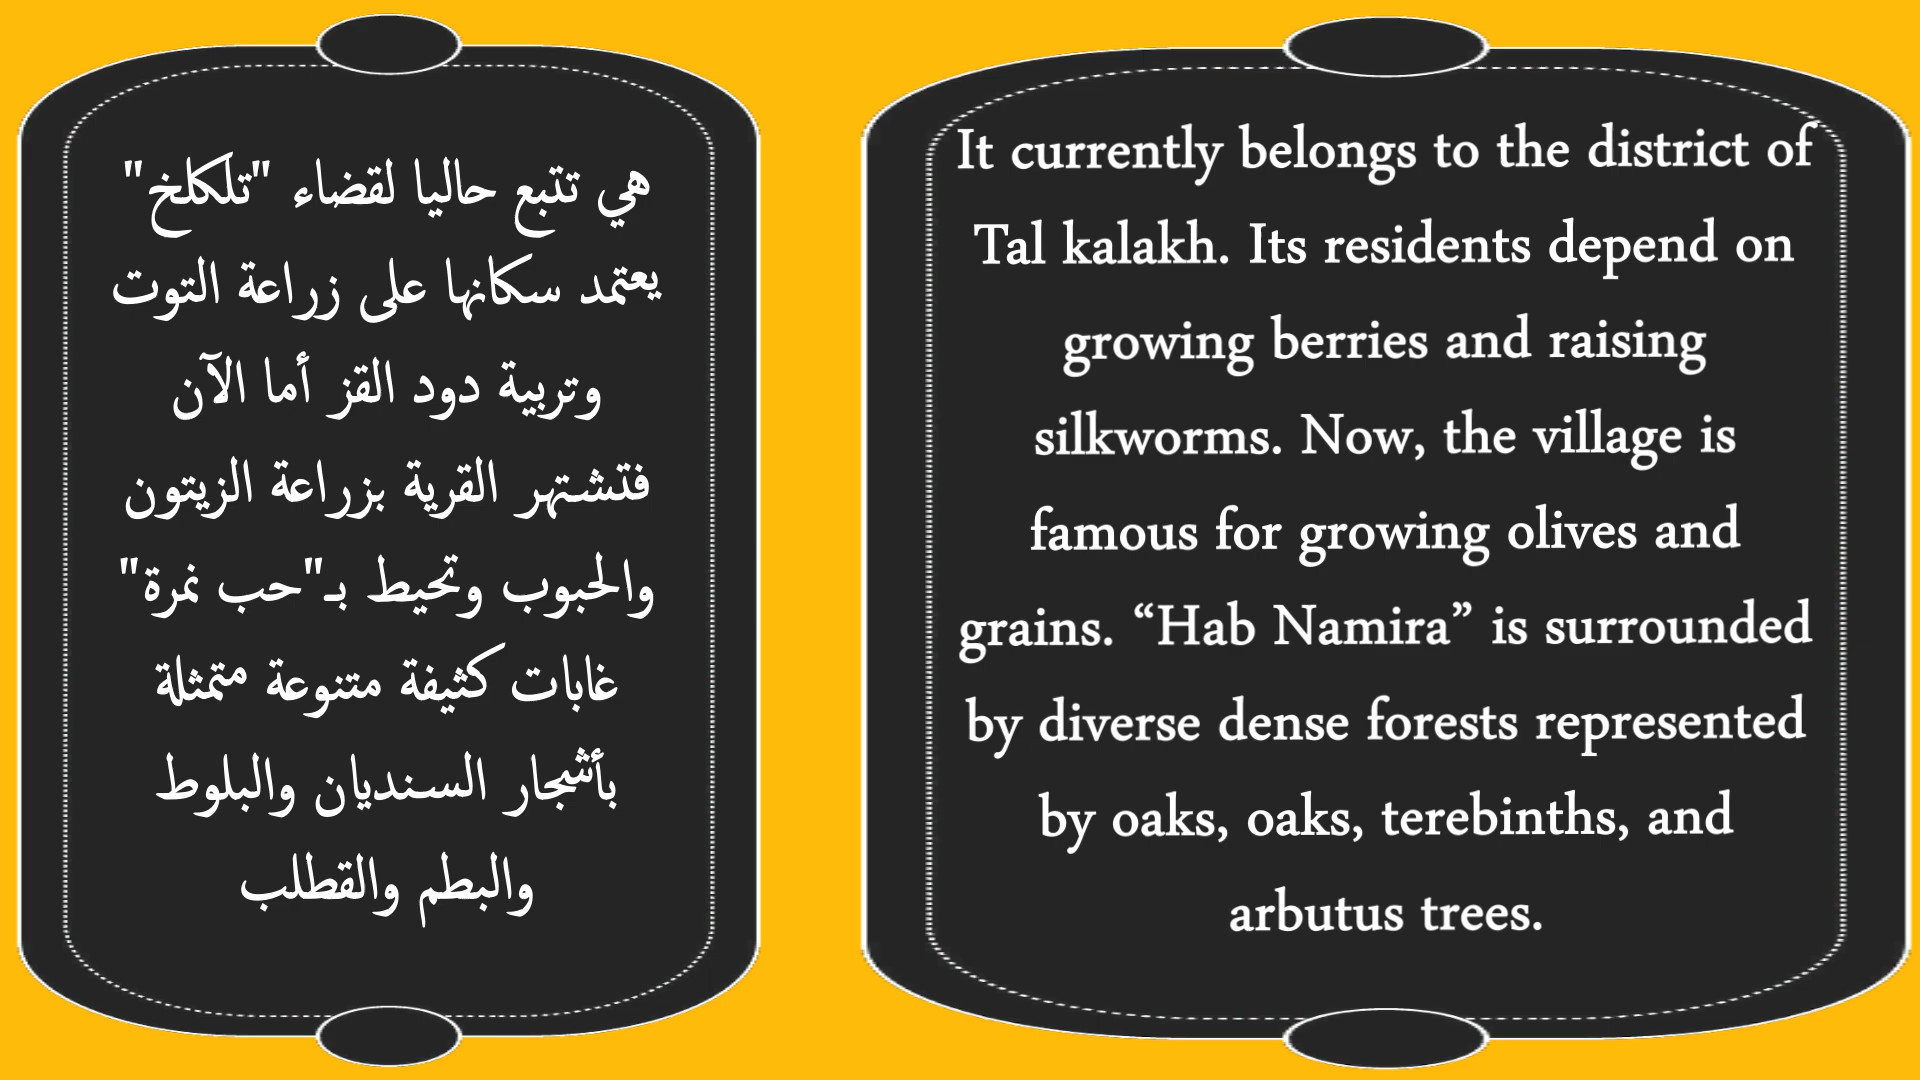 هي تتبع حاليا لقضاء "تلكلخ"
يعتمد سكانها على زراعة التوت
وتربية دود القز أما الآن
فتشتهر القرية بزراعة الزيتون
والحبوب وتحيط بـ"حب نمرة"
غابات كثيفة متنوعة متمثلة
بأشجار السنديان والبلوط
والبطم والقطلب
It currently belongs to the district of
Tal kalakh. Its residents depend on
growing berries and raising
silkworms. Now, the village is
famous for growing olives and
grains. “Hab Namira” is surrounded
by diverse dense forests represented
by oaks, oaks, terebinths, and
arbutus trees.